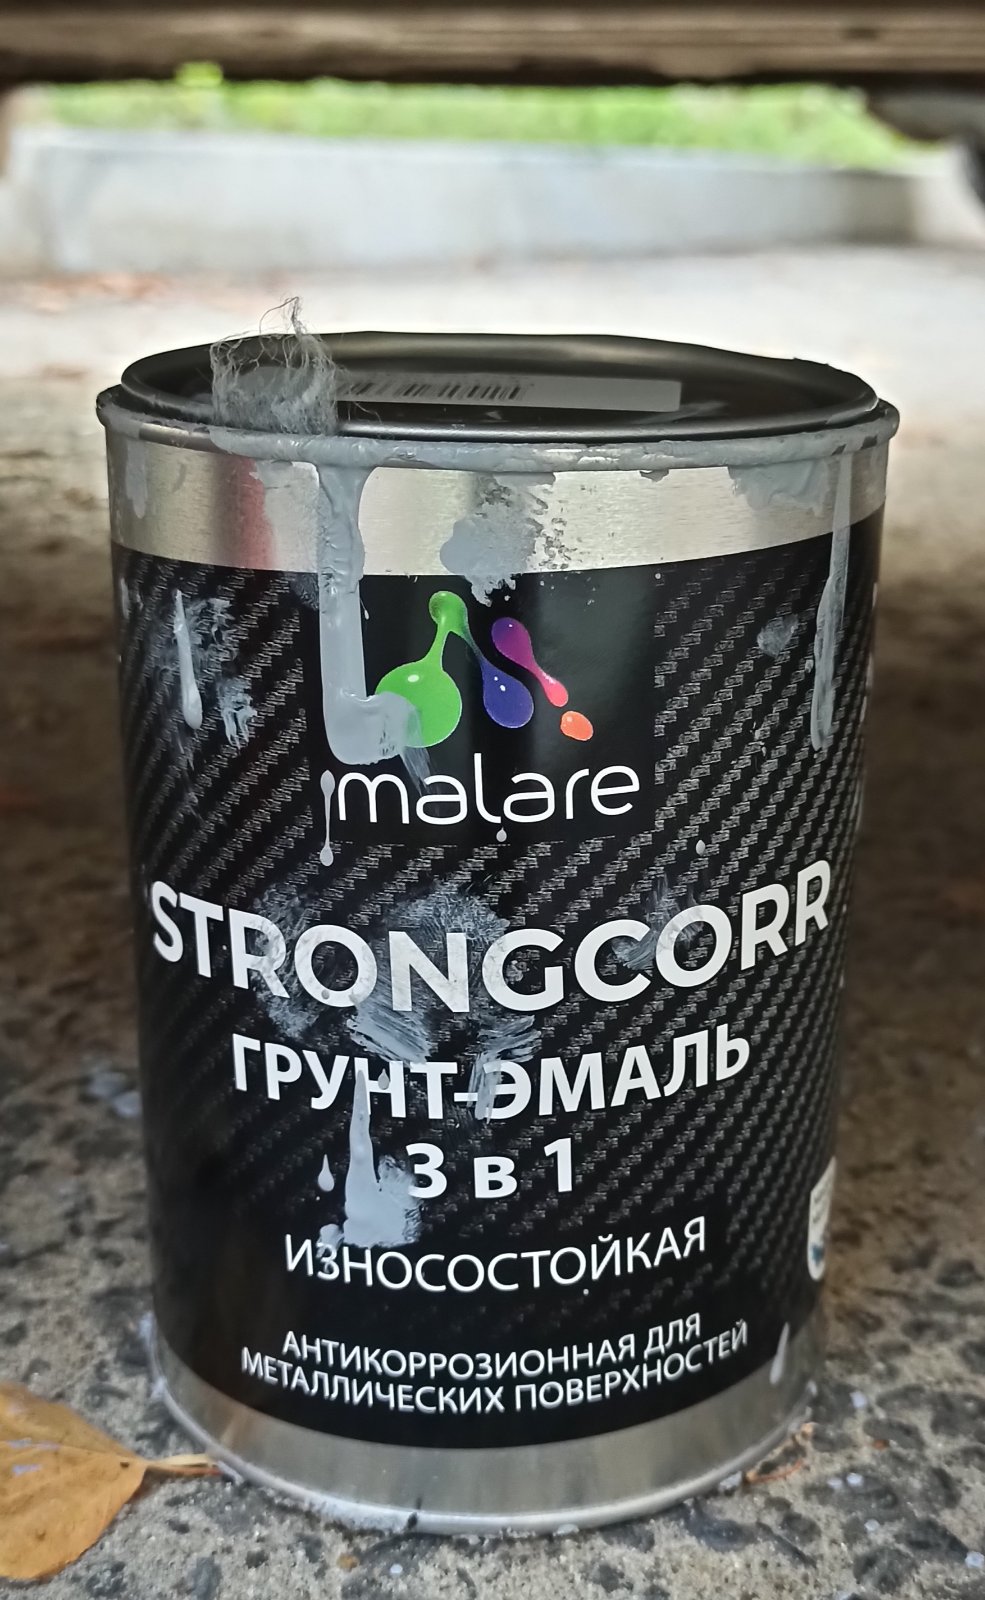 malare
STRONGCORR
ГРУНТ-ЭМАЛЬ
3 в 1
ИЗНОСОСТОЙКАЯ
АНТИКОРРОЗИОННАЯ ДЛЯ
МЕТАЛЛИЧЕСКИХ ПОВЕРХНОСТЕЙ